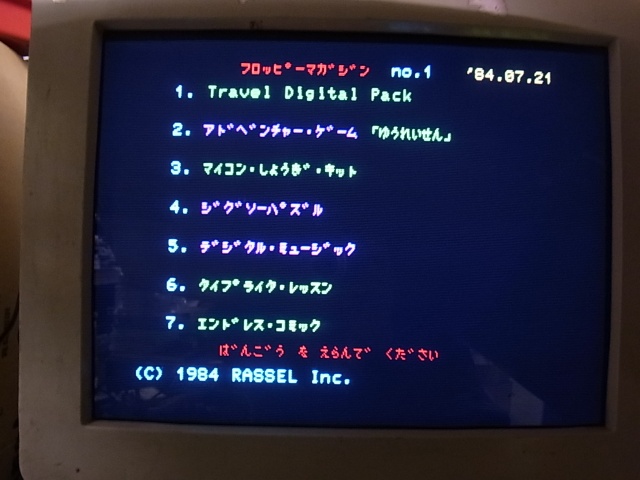 フロッピーマガジン no.1 '84.07.21
1. Travel Digital Pack
2. アドベンチャー・ゲーム 「ゆうれいせん」
3. マイコン・しょうぎ・キット
4. ジグソーパズル
5. デジタル・ミュージック
6. タイプライタ・レッスン
7. エンドレス・コミック
ばんごう を えらんで ください
(C) 1984 RASSEL Inc.